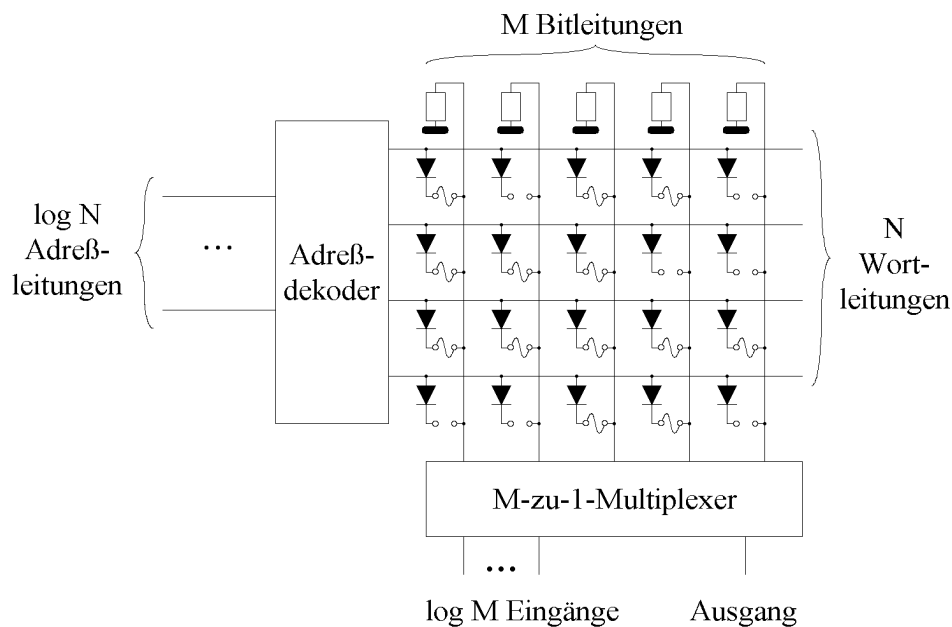 M Bitleitungen
log N
Adreß-
leitungen
...
Adreß-
dekoder
N
Wort-
leitungen
M-zu-1-Multiplexer
...
log M Eingänge
Ausgang